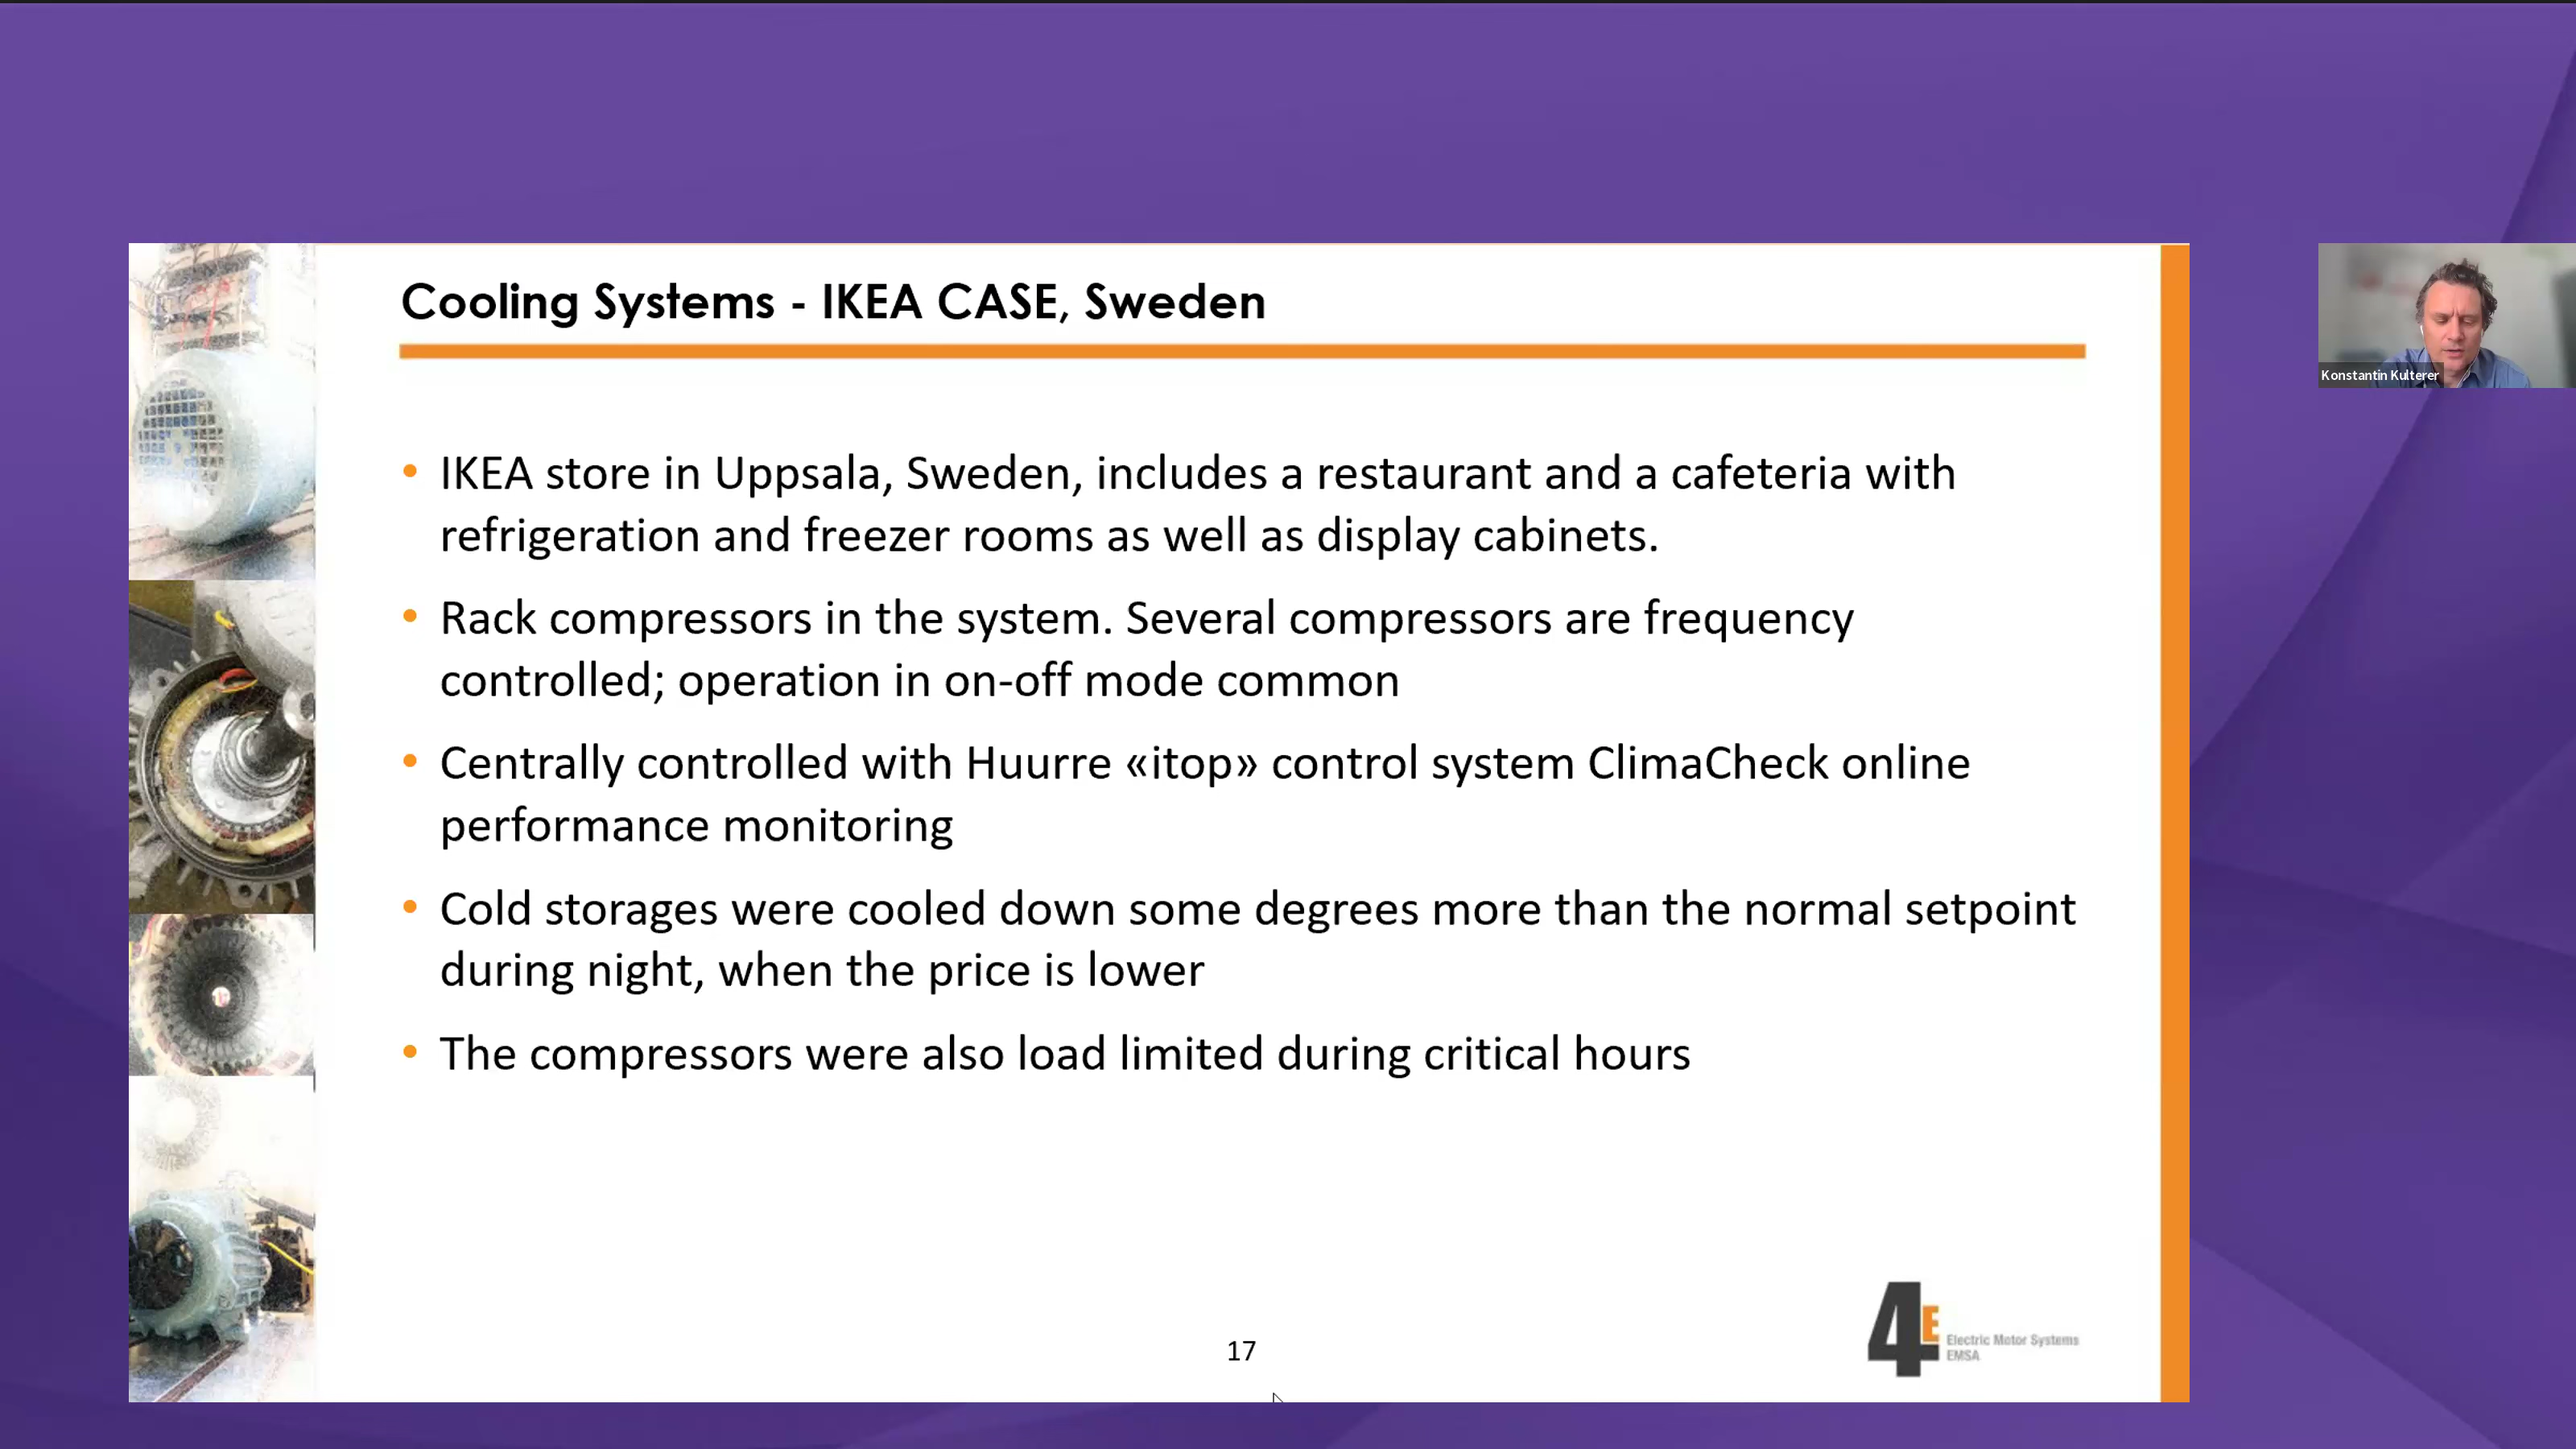 Cooling Systems - IKEA CASE, Sweden
• IKEA store in Uppsala, Sweden, includes a restaurant and a cafeteria with
refrigeration and freezer rooms as well as display cabinets.
• Rack compressors in the system. Several compressors are frequency
controlled; operation in on-off mode common
• Centrally controlled with Huurre «itop» control system ClimaCheck online
performance monitoring
• Cold storages were cooled down some degrees more than the normal setpoint
during night, when the price is lower
• The compressors were also load limited during critical hours
17
4E
Electric Motor Systems
EMSA
Konstantin Kulterer